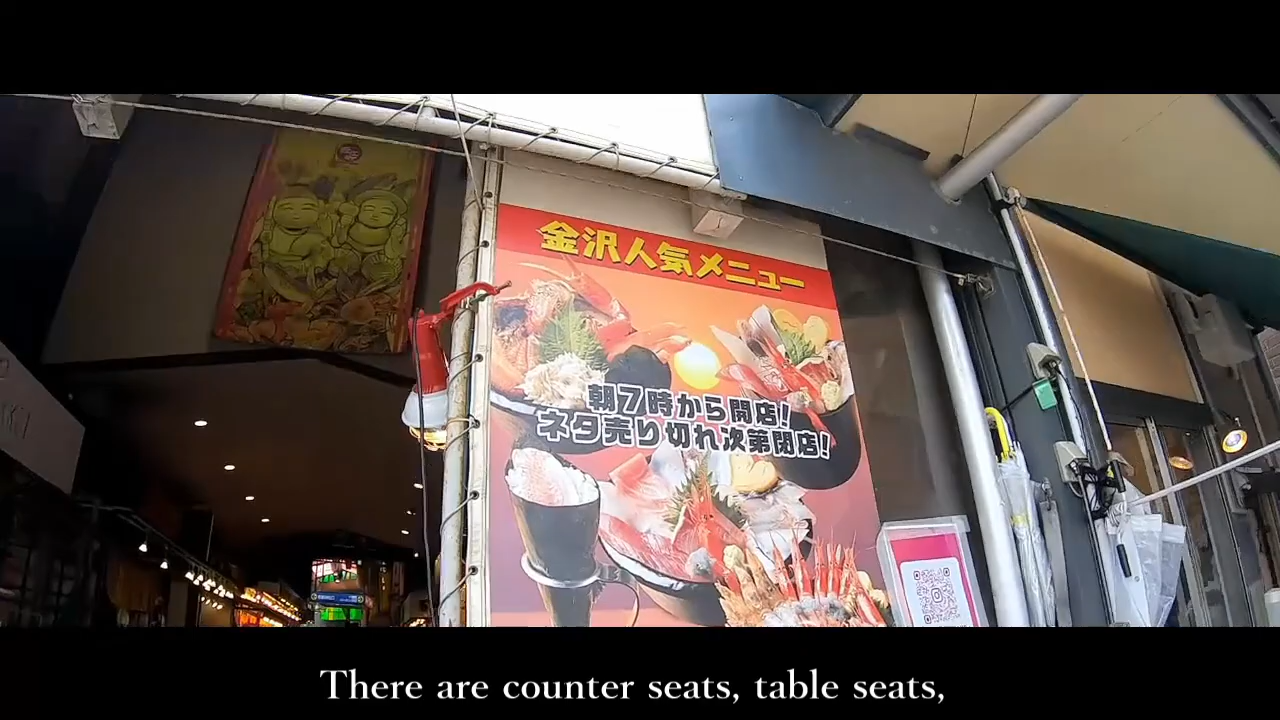 金沢人気メニュー
朝7時から開店!
ネタ売り切れ次第閉店!
There are counter seats, table seats,